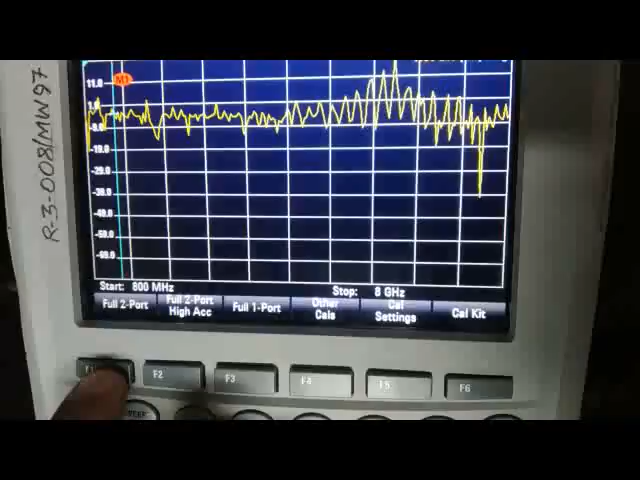 R-3-008/MW97
11.0
M1
1.0
-9.0
-19.0
-29.0
-39.0
-49.0
-59.0
-69.0
Start: 800 MHz Stop: 8 GHz
Full 2-Port
Full 2-Port
High Acc
Full 1-Port
Other
Cals
Cal
Settings
Cal Kit
F2 F3 F4 F5 F6